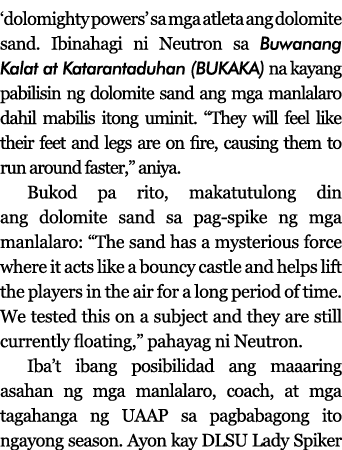 ‘dolomighty powers’ sa mga atleta ang dolomite
sand. Ibinahagi ni Neutron sa Buwanang
Kalat at Katarantaduhan (BUKAKA) na kayang
pabilisin ng dolomite sand ang mga manlalaro
dahil mabilis itong uminit. “They will feel like
their feet and legs are on fire, causing them to
run around faster,” aniya.
Bukod pa rito, makatutulong din
ang dolomite sand sa pag-spike ng mga
manlalaro: “The sand has a mysterious force
where it acts like a bouncy castle and helps lift
the players in the air for a long period of time.
We tested this on a subject and they are still
currently floating,” pahayag ni Neutron.
Iba’t ibang posibilidad ang maaaring
asahan ng mga manlalaro, coach, at mga
tagahanga ng UAAP sa pagbabagong ito
ngayong season. Ayon kay DLSU Lady Spiker